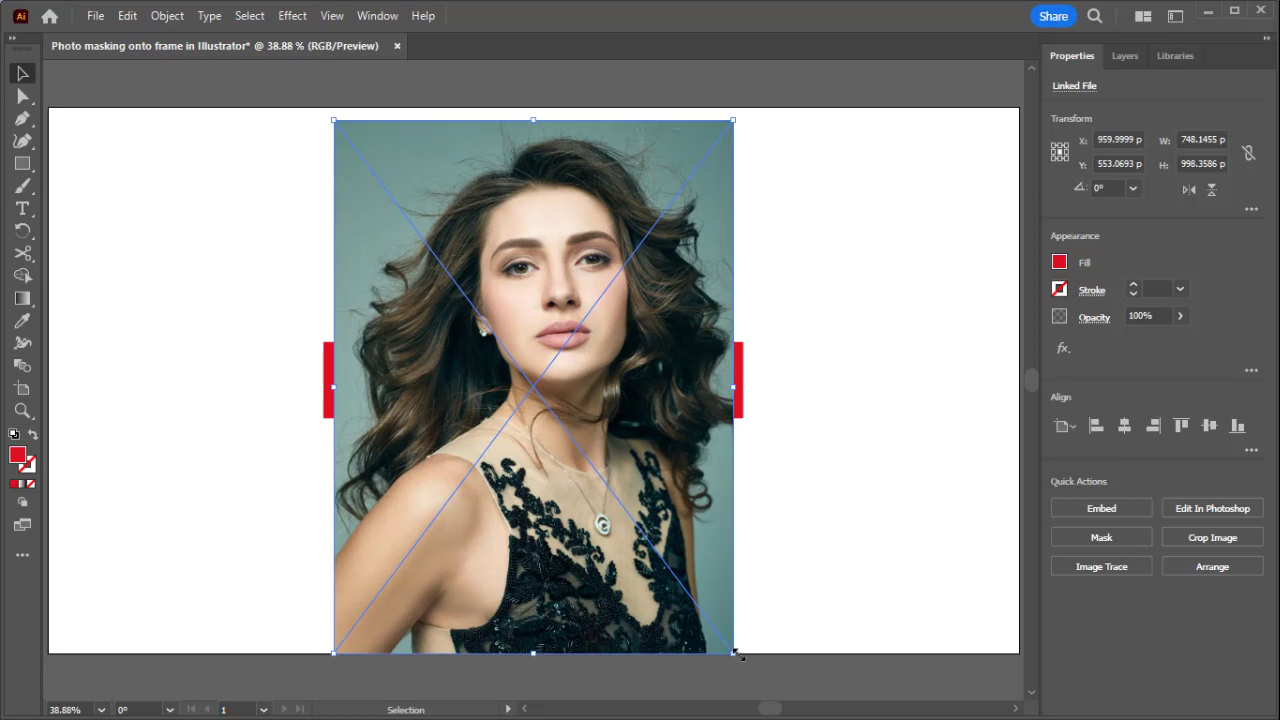 Ai File Edit Object Type Select Effect View Window Help Share
Photo masking onto frame in Illustrator* @ 38.88 % (RGB/Preview) ×
Properties Layers Libraries
Linked File
Transform
X: 959.9999 p W: 748.1455 p
Y: 553.0693 p H: 998.3586 p
0°
Appearance
Fill
Stroke
Opacity 100%
fx.
Align
Quick Actions
Embed Edit In Photoshop
Mask Crop Image
Image Trace Arrange
38.88% 0° 1 Selection